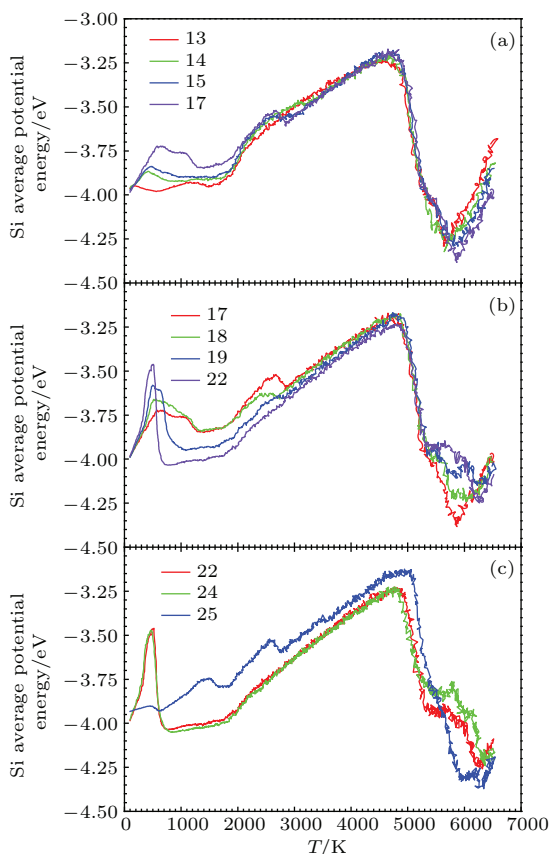 −3.00
(a)
13
−3.25
14
15
−3.50
17
−3.75
−4.00
−4.25
−4.50
Si average potential
energy/eV
(b)
17
−3.25
18
19
−3.50
22
−3.75
−4.00
−4.25
−4.50
Si average potential
energy/eV
(c)
22
−3.25
24
25
−3.50
−3.75
−4.00
−4.25
−4.50
Si average potential
energy/eV
0 1000 2000 3000 4000 5000 6000 7000
T/K